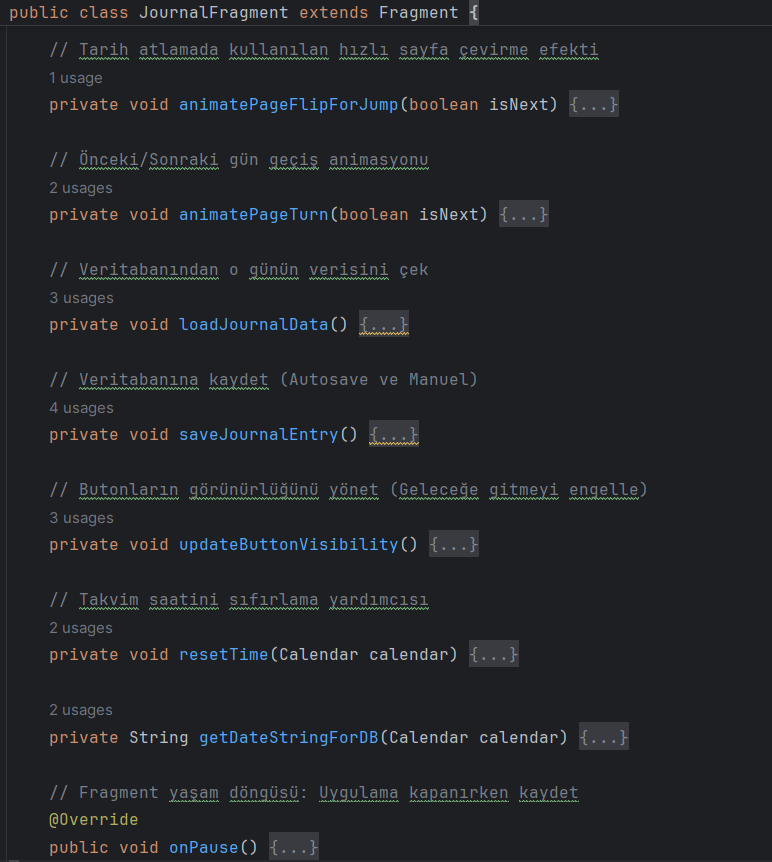 public class JournalFragment extends Fragment {
// Tarih atlamada kullanılan hızlı sayfa çevirme efekti
1 usage
private void animatePageFlipForJump(boolean isNext) {...}
// Önceki/Sonraki gün geçiş animasyonu
2 usages
private void animatePageTurn(boolean isNext) {...}
// Veritabanından o günün verisini çek
3 usages
private void loadJournalData() {...}
// Veritabanına kaydet (Autosave ve Manuel)
4 usages
private void saveJournalEntry() {...}
// Butonların görünürlüğünü yönet (Geleceğe gitmeyi engelle)
3 usages
private void updateButtonVisibility() {...}
// Takvim saatini sıfırlama yardımcısı
2 usages
private void resetTime(Calendar calendar) {...}
2 usages
private String getDateStringForDB(Calendar calendar) {...}
// Fragment yaşam döngüsü: Uygulama kapanırken kaydet
@Override
public void onPause() {...}